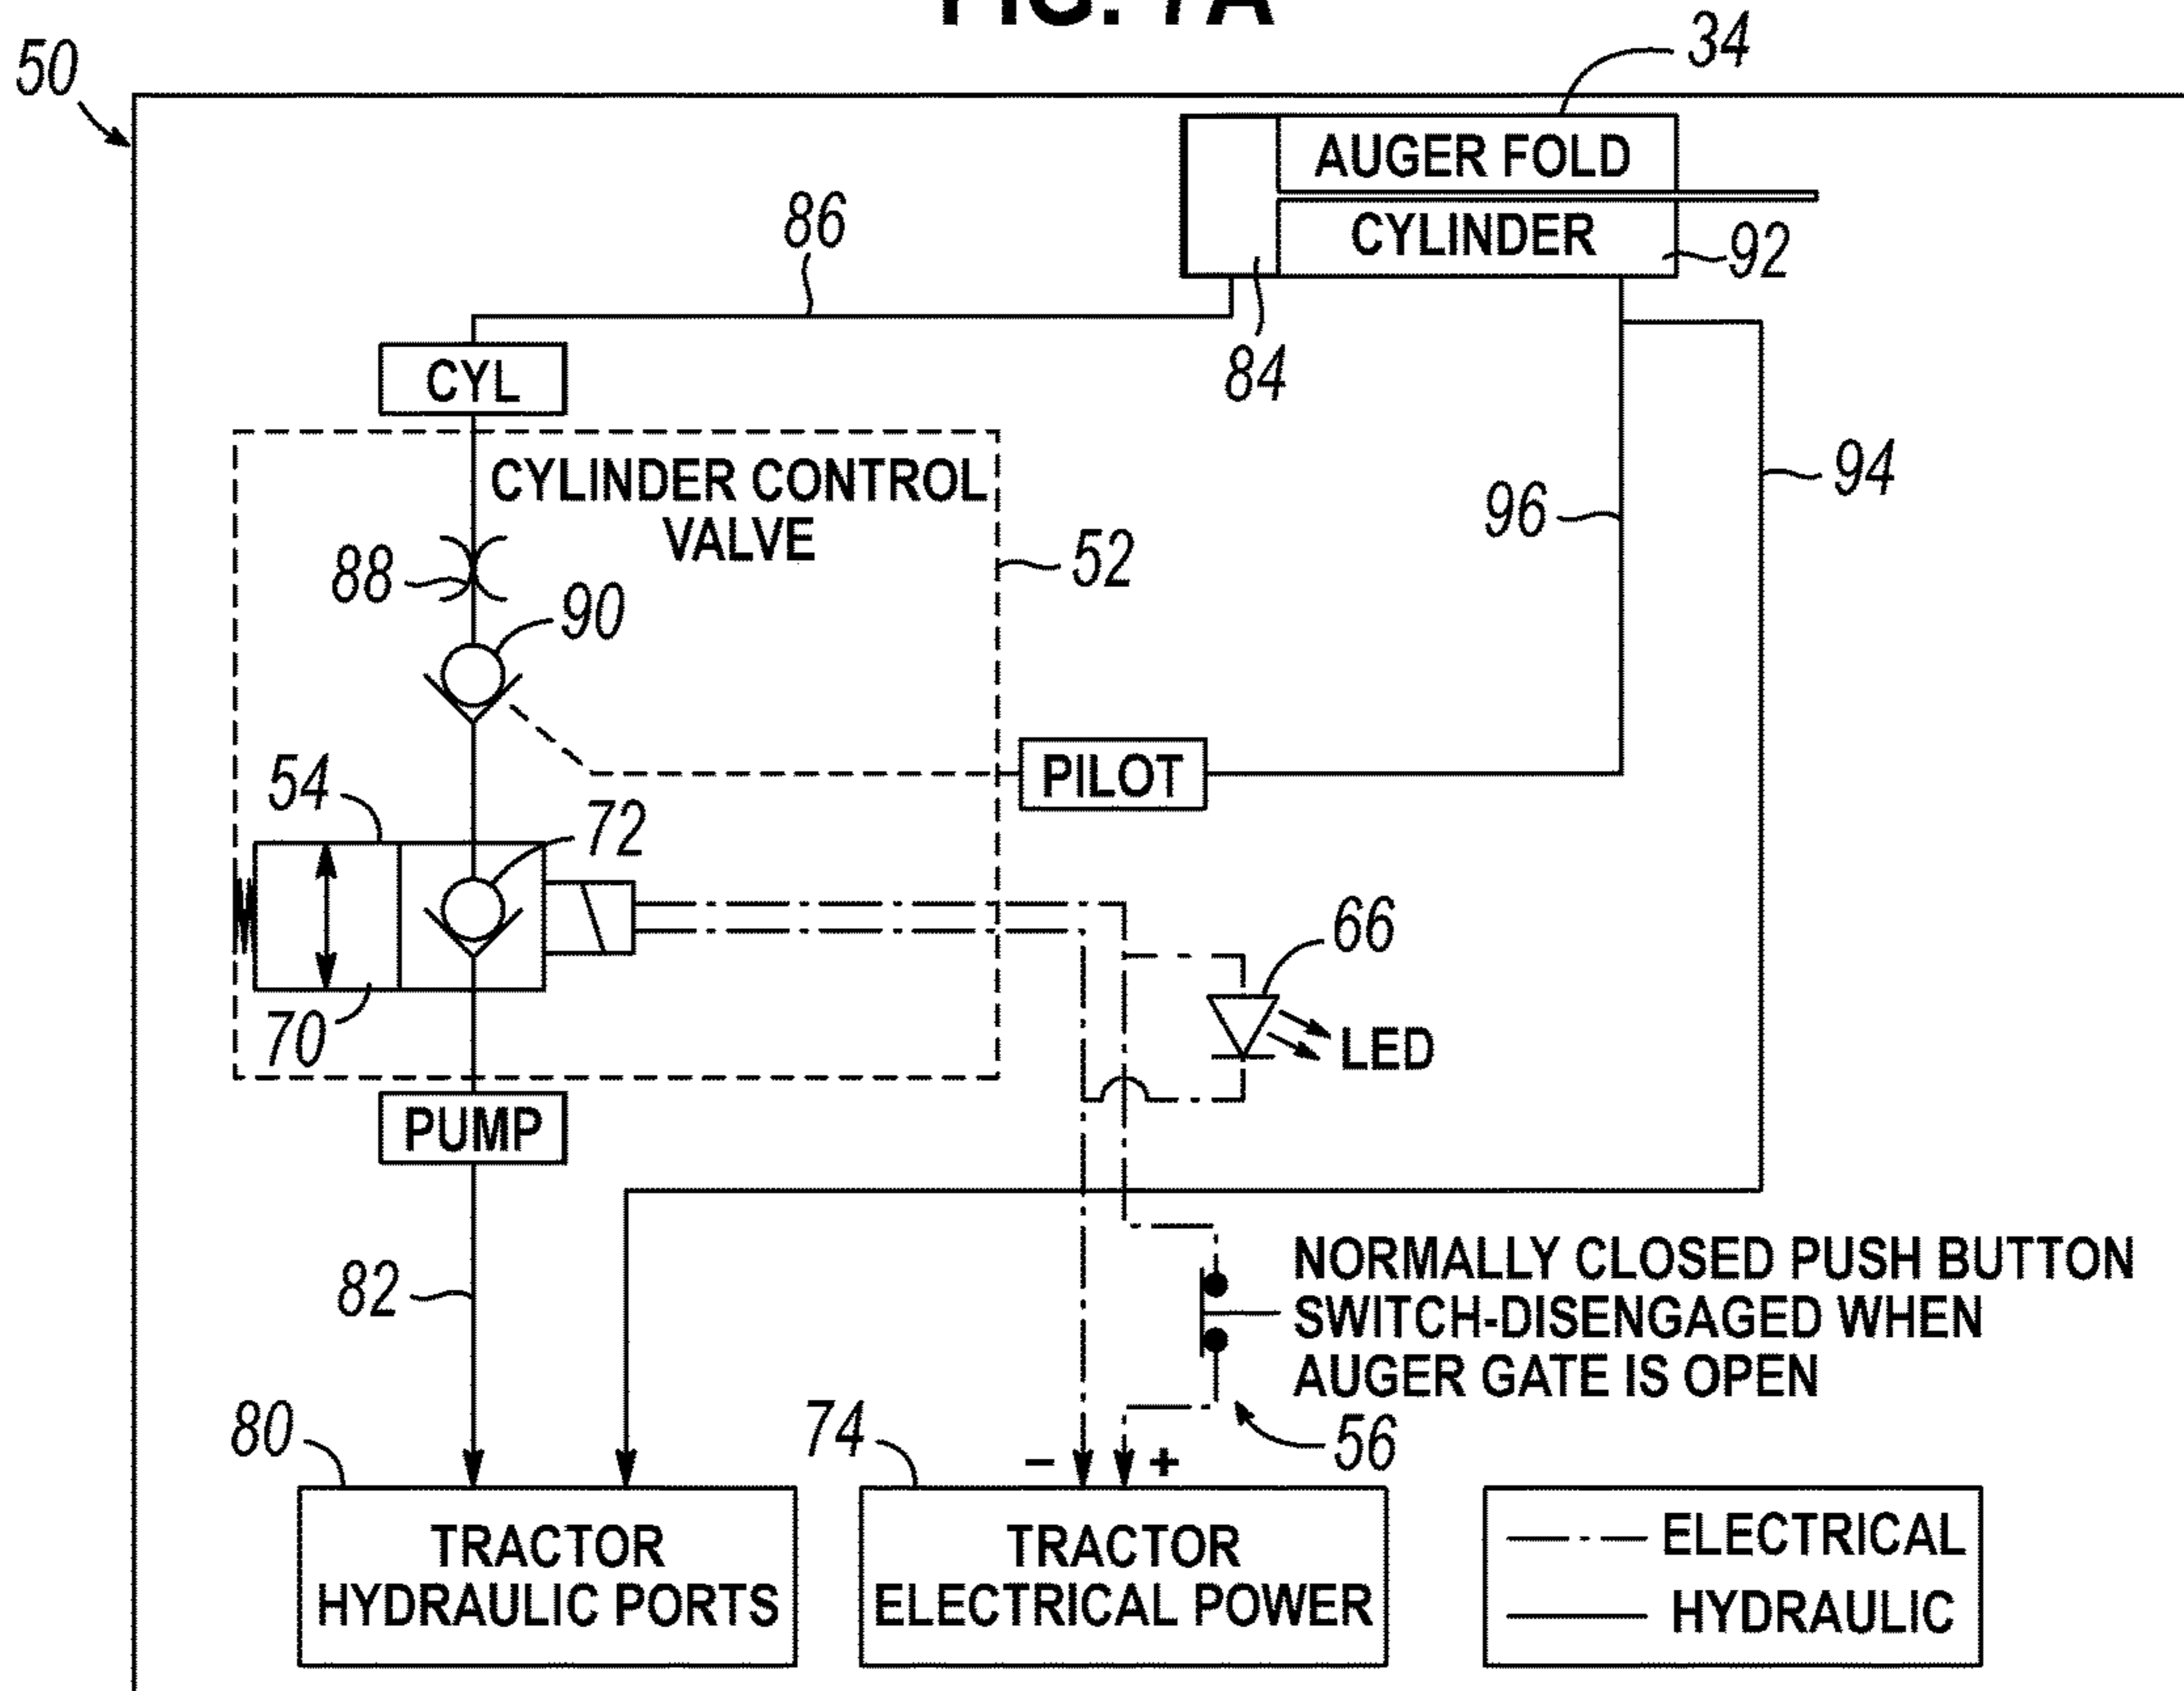 FIG. 7A
50
34
AUGER FOLD
CYLINDER
92
86
84
CYL
CYLINDER CONTROL
VALVE
94
96
52
88
90
PILOT
54
72
66
LED
70
PUMP
82
NORMALLY CLOSED PUSH BUTTON
SWITCH-DISENGAGED WHEN
AUGER GATE IS OPEN
56
80
74
- +
TRACTOR
HYDRAULIC PORTS
TRACTOR
ELECTRICAL POWER
ELECTRICAL
HYDRAULIC